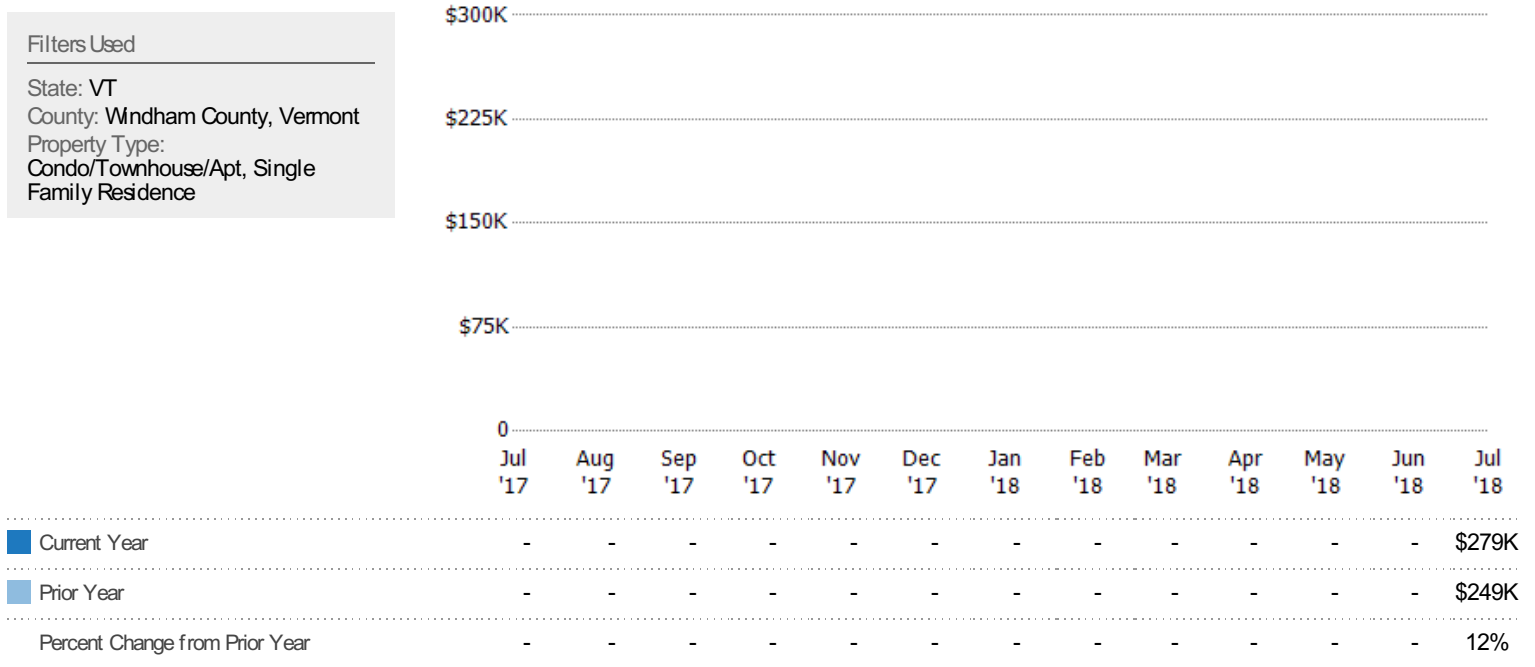 Filters Used
State: VT
County: Windham County, Vermont
Property Type:
Condo/Townhouse/Apt, Single
Family Residence
$300K
$225K
$150K
$75K
0
Jul Aug Sep Oct Nov Dec Jan Feb Mar Apr May Jun Jul
'17 '17 '17 '17 '17 '17 '18 '18 '18 '18 '18 '18 '18
Current Year - - - - - - - - - - - - $279K
Prior Year - - - - - - - - - - - - $249K
Percent Change from Prior Year - - - - - - - - - - - - 12%